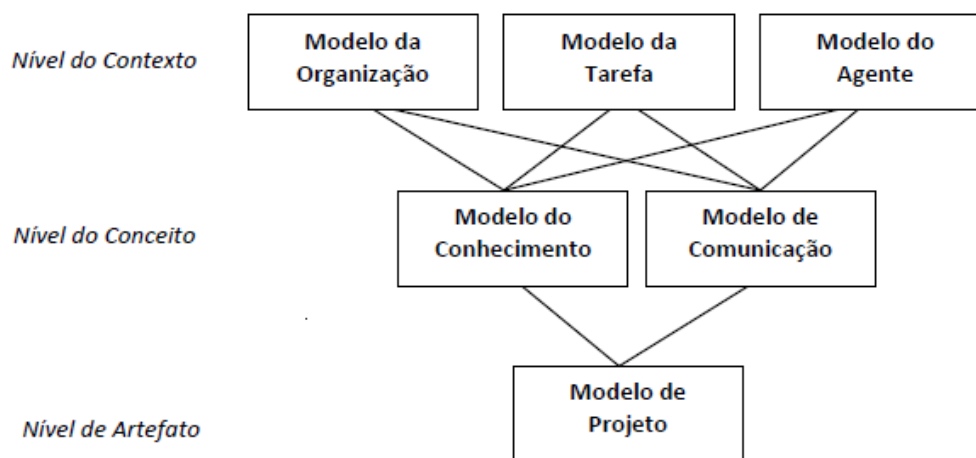 Nível do Contexto
Modelo da
Organização
Modelo da
Tarefa
Modelo do
Agente
Nível do Conceito
Modelo do
Conhecimento
Modelo de
Comunicação
Nível de Artefato
Modelo de
Projeto